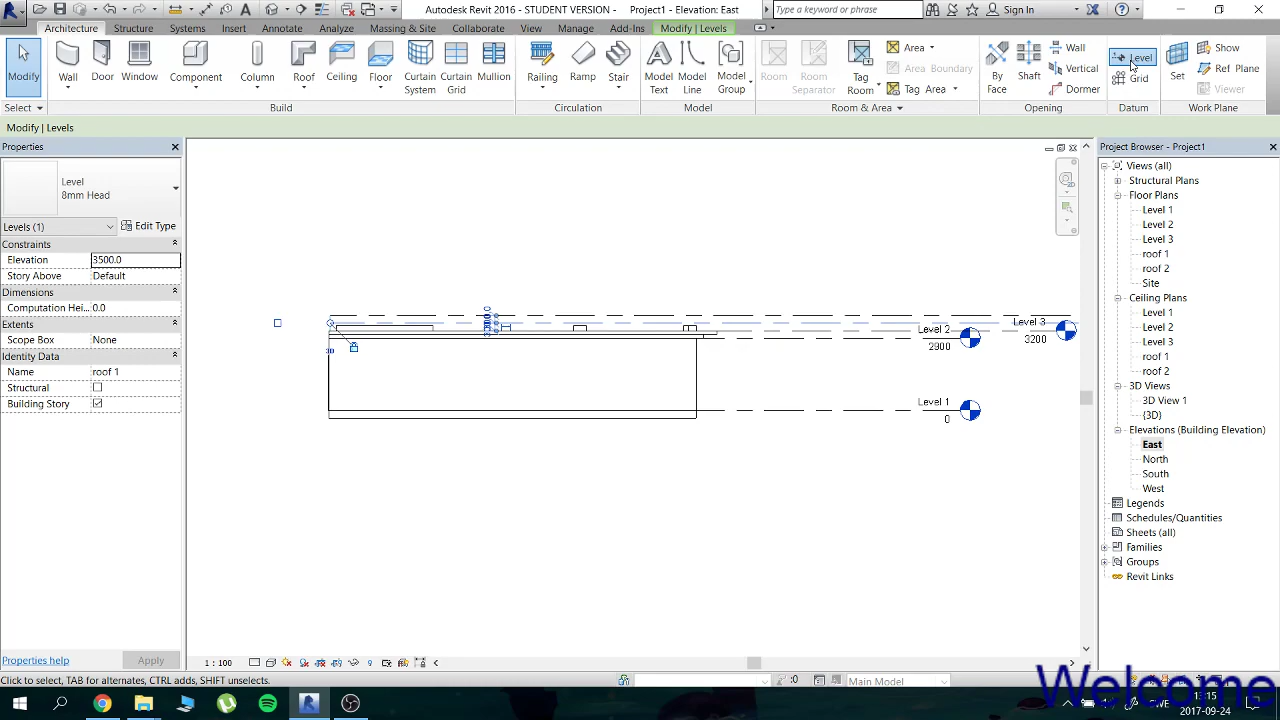 Autodesk Revit 2016 - STUDENT VERSION - Project1 - Elevation: East
Type a keyword or phrase
Sign In
Architecture Structure Systems Insert Annotate Analyze Massing & Site Collaborate View Manage Add-Ins Modify | Levels
Modify Wall Door Window Component Column Roof Ceiling Floor Curtain System Curtain Grid Mullion Railing Ramp Stair Model Text Model Line Model Group Room Room Separator Tag Room By Face Shaft Set
Area Wall Level Show
Area Boundary Vertical Grid Ref Plane
Tag Area Dormer Viewer
Select Build Circulation Model Room & Area Opening Datum Work Plane
Modify | Levels
Properties
Level
8mm Head
Levels (1) Edit Type
Constraints
Elevation 3500.0
Story Above Default
Dimensions
Computation Hei... 0.0
Extents
Scope Box None
Identity Data
Name roof 1
Structural
Building Story
Properties help Apply
Level 3
3200
Level 2
2900
Level 1
0
Project Browser - Project1
Views (all)
Structural Plans
Floor Plans
Level 1
Level 2
Level 3
roof 1
roof 2
Site
Ceiling Plans
Level 1
Level 2
Level 3
roof 1
roof 2
3D Views
3D View 1
{3D}
Elevations (Building Elevation)
East
North
South
West
Legends
Schedules/Quantities
Sheets (all)
Families
Groups
Revit Links
1 : 100
Click to select, TAB for alternates, CTRL adds, SHIFT unselects.
:0
Main Model
Welcome
SWE
13:15
2017-09-24